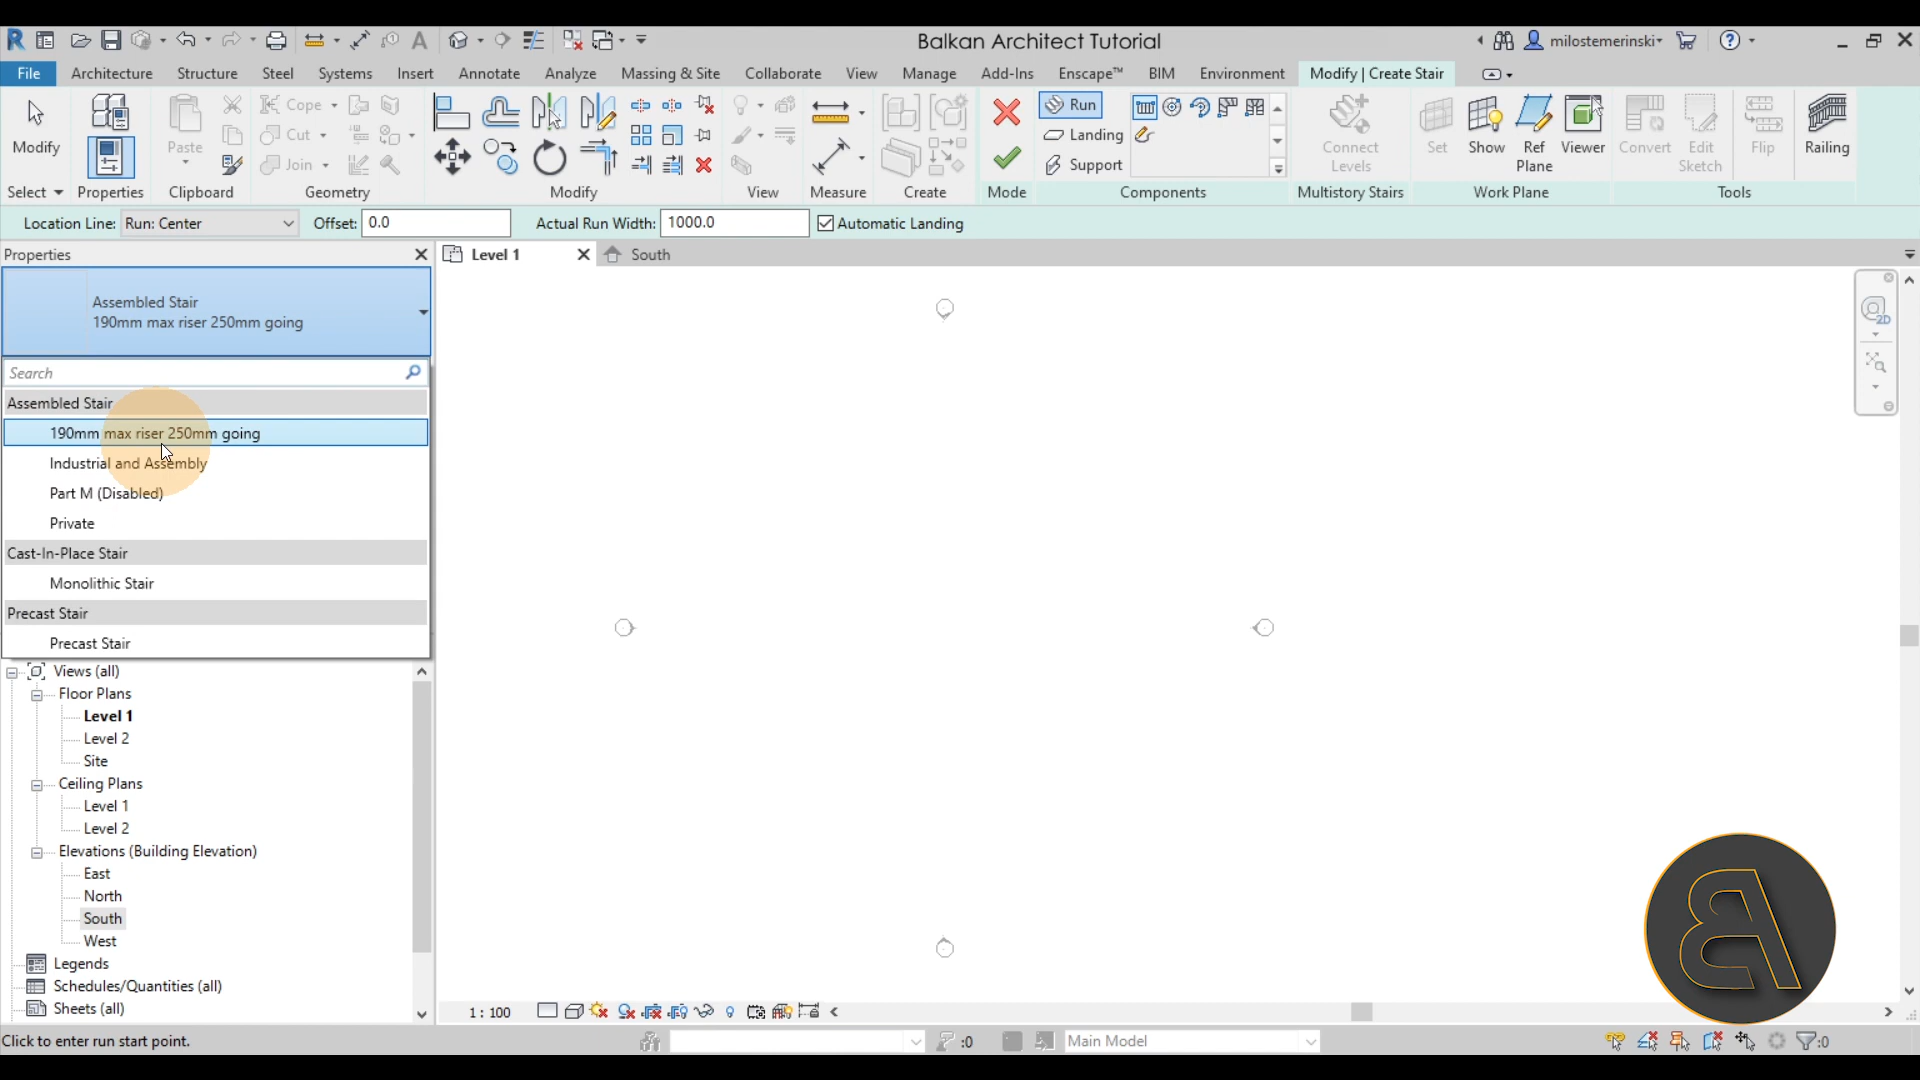 Balkan Architect Tutorial
milostemerinski
File Architecture Structure Steel Systems Insert Annotate Analyze Massing & Site Collaborate View Manage Add-Ins Enscape™ BIM Environment Modify | Create Stair
Modify
Paste
Cope
Cut
Join
Run
Landing
Support
Connect Levels
Set
Show
Ref Plane
Viewer
Convert
Edit Sketch
Flip
Railing
Select Properties Clipboard Geometry Modify View Measure Create Mode Components Multistory Stairs Work Plane Tools
Location Line: Run: Center Offset: 0.0 Actual Run Width: 1000.0 Automatic Landing
Properties
Level 1
South
2D
Assembled Stair
190mm max riser 250mm going
Search
Assembled Stair
190mm max riser 250mm going
Industrial and Assembly
Part M (Disabled)
Private
Cast-In-Place Stair
Monolithic Stair
Precast Stair
Precast Stair
Views (all)
Floor Plans
Level 1
Level 2
Site
Ceiling Plans
Level 1
Level 2
Elevations (Building Elevation)
East
North
South
West
Legends
Schedules/Quantities (all)
Sheets (all)
1 : 100
Click to enter run start point.
:0
Main Model
:0